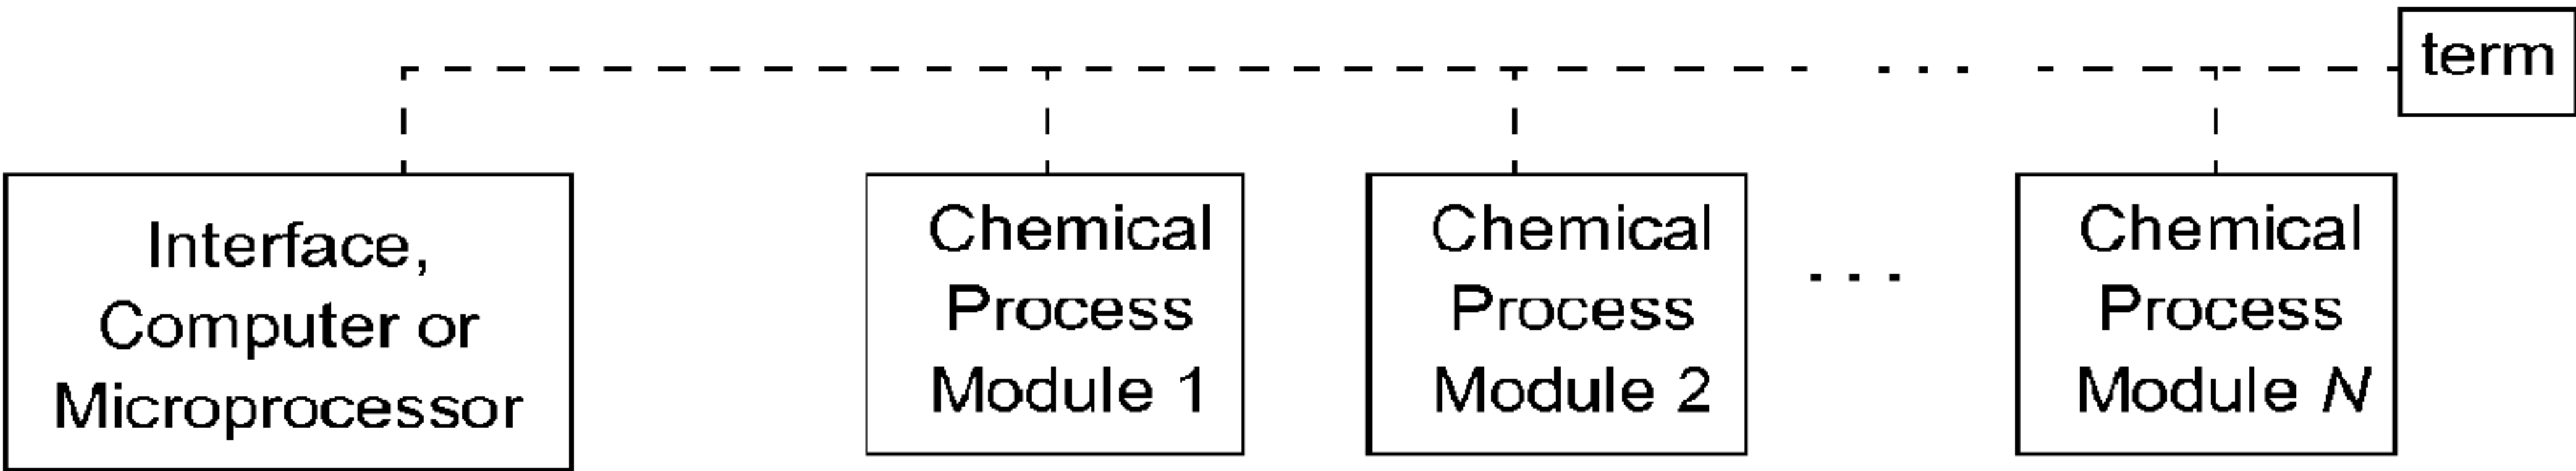 term
Interface,
Computer or
Microprocessor
Chemical
Process
Module 1
Chemical
Process
Module 2
. . .
Chemical
Process
Module N